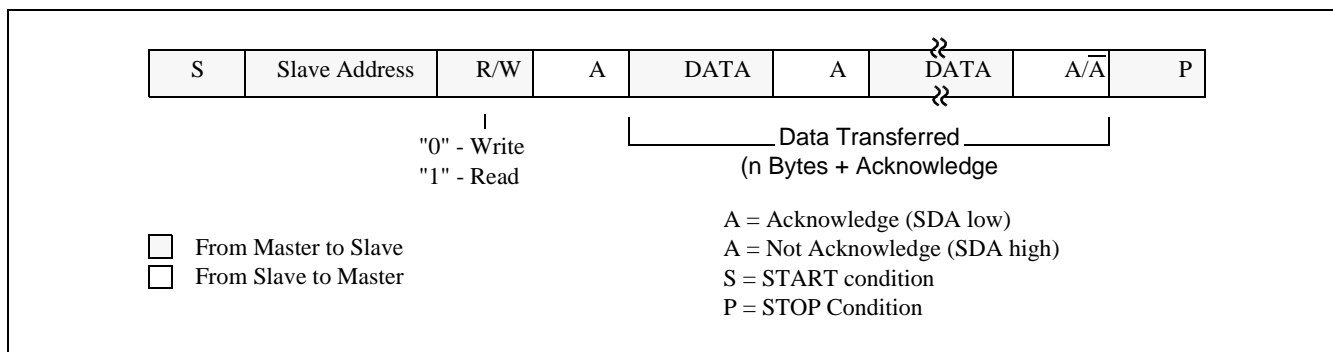 S Slave Address R/W A DATA A DATA A/A̅ P
"0" - Write
"1" - Read
Data Transferred
(n Bytes + Acknowledge
From Master to Slave
From Slave to Master
A = Acknowledge (SDA low)
A = Not Acknowledge (SDA high)
S = START condition
P = STOP Condition